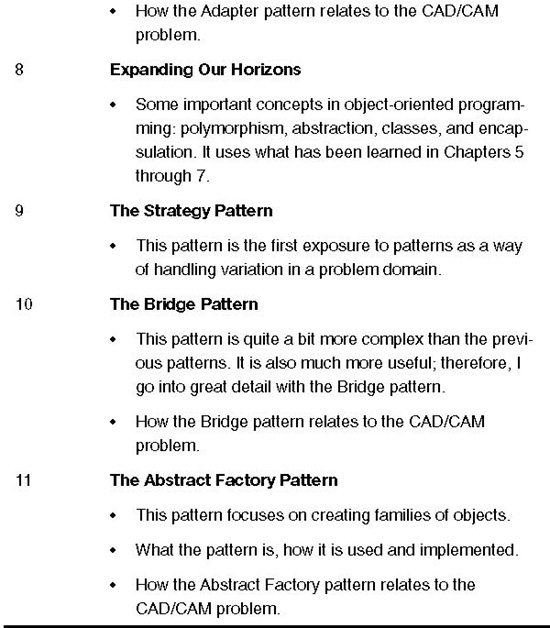 • How the Adapter pattern relates to the CAD/CAM
problem.
8 Expanding Our Horizons
• Some important concepts in object-oriented program-
ming: polymorphism, abstraction, classes, and encap-
sulation. It uses what has been learned in Chapters 5
through 7.
9 The Strategy Pattern
• This pattern is the first exposure to patterns as a way
of handling variation in a problem domain.
10 The Bridge Pattern
• This pattern is quite a bit more complex than the previ-
ous patterns. It is also much more useful; therefore, I
go into great detail with the Bridge pattern.
• How the Bridge pattern relates to the CAD/CAM
problem.
11 The Abstract Factory Pattern
• This pattern focuses on creating families of objects.
• What the pattern is, how it is used and implemented.
• How the Abstract Factory pattern relates to the
CAD/CAM problem.